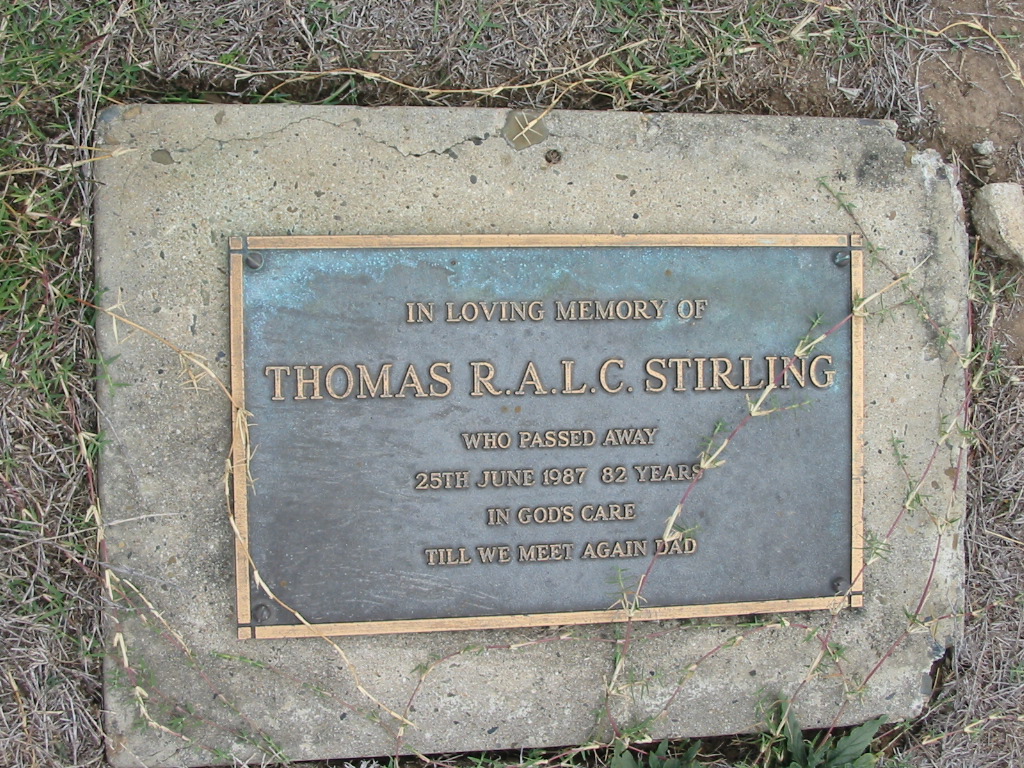 IN LOVING MEMORY OF
THOMAS R.A.L.C. STIRLING
WHO PASSED AWAY
25TH JUNE 1987 82 YEARS
IN GOD'S CARE
TILL WE MEET AGAIN DAD